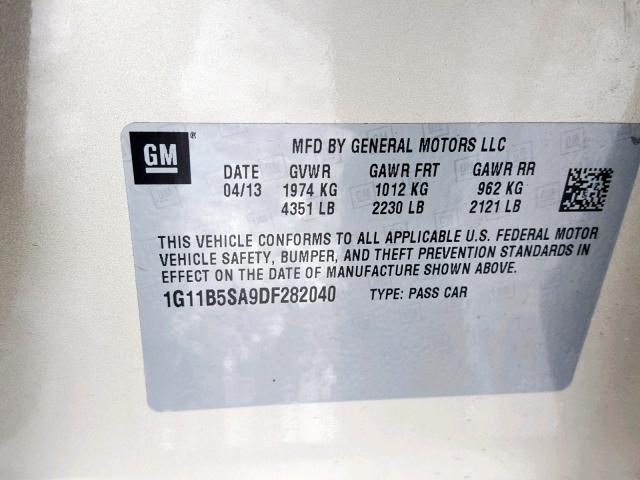 GM ®
MFD BY GENERAL MOTORS LLC
DATE GVWR GAWR FRT GAWR RR
04/13 1974 KG 1012 KG 962 KG
4351 LB 2230 LB 2121 LB
THIS VEHICLE CONFORMS TO ALL APPLICABLE U.S. FEDERAL MOTOR
VEHICLE SAFETY, BUMPER, AND THEFT PREVENTION STANDARDS IN
EFFECT ON THE DATE OF MANUFACTURE SHOWN ABOVE.
1G11B5SA9DF282040 TYPE: PASS CAR